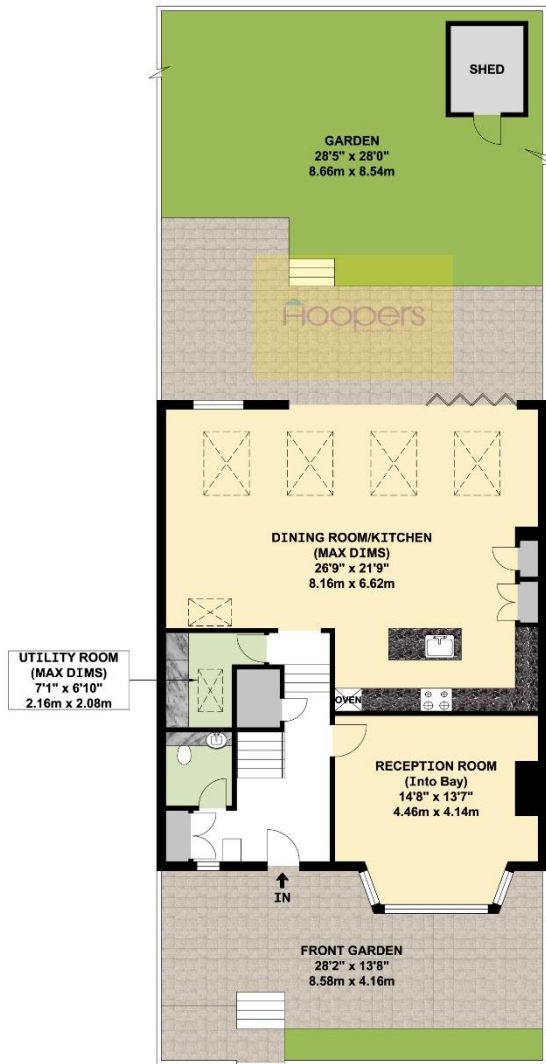 SHED
GARDEN
28'5" x 28'0"
8.66m x 8.54m
Hoopers
DINING ROOM/KITCHEN
(MAX DIMS)
26'9" x 21'9"
8.16m x 6.62m
UTILITY ROOM
(MAX DIMS)
7'1" x 6'10"
2.16m x 2.08m
OVEN
RECEPTION ROOM
(Into Bay)
14'8" x 13'7"
4.46m x 4.14m
IN
FRONT GARDEN
28'2" x 13'8"
8.58m x 4.16m